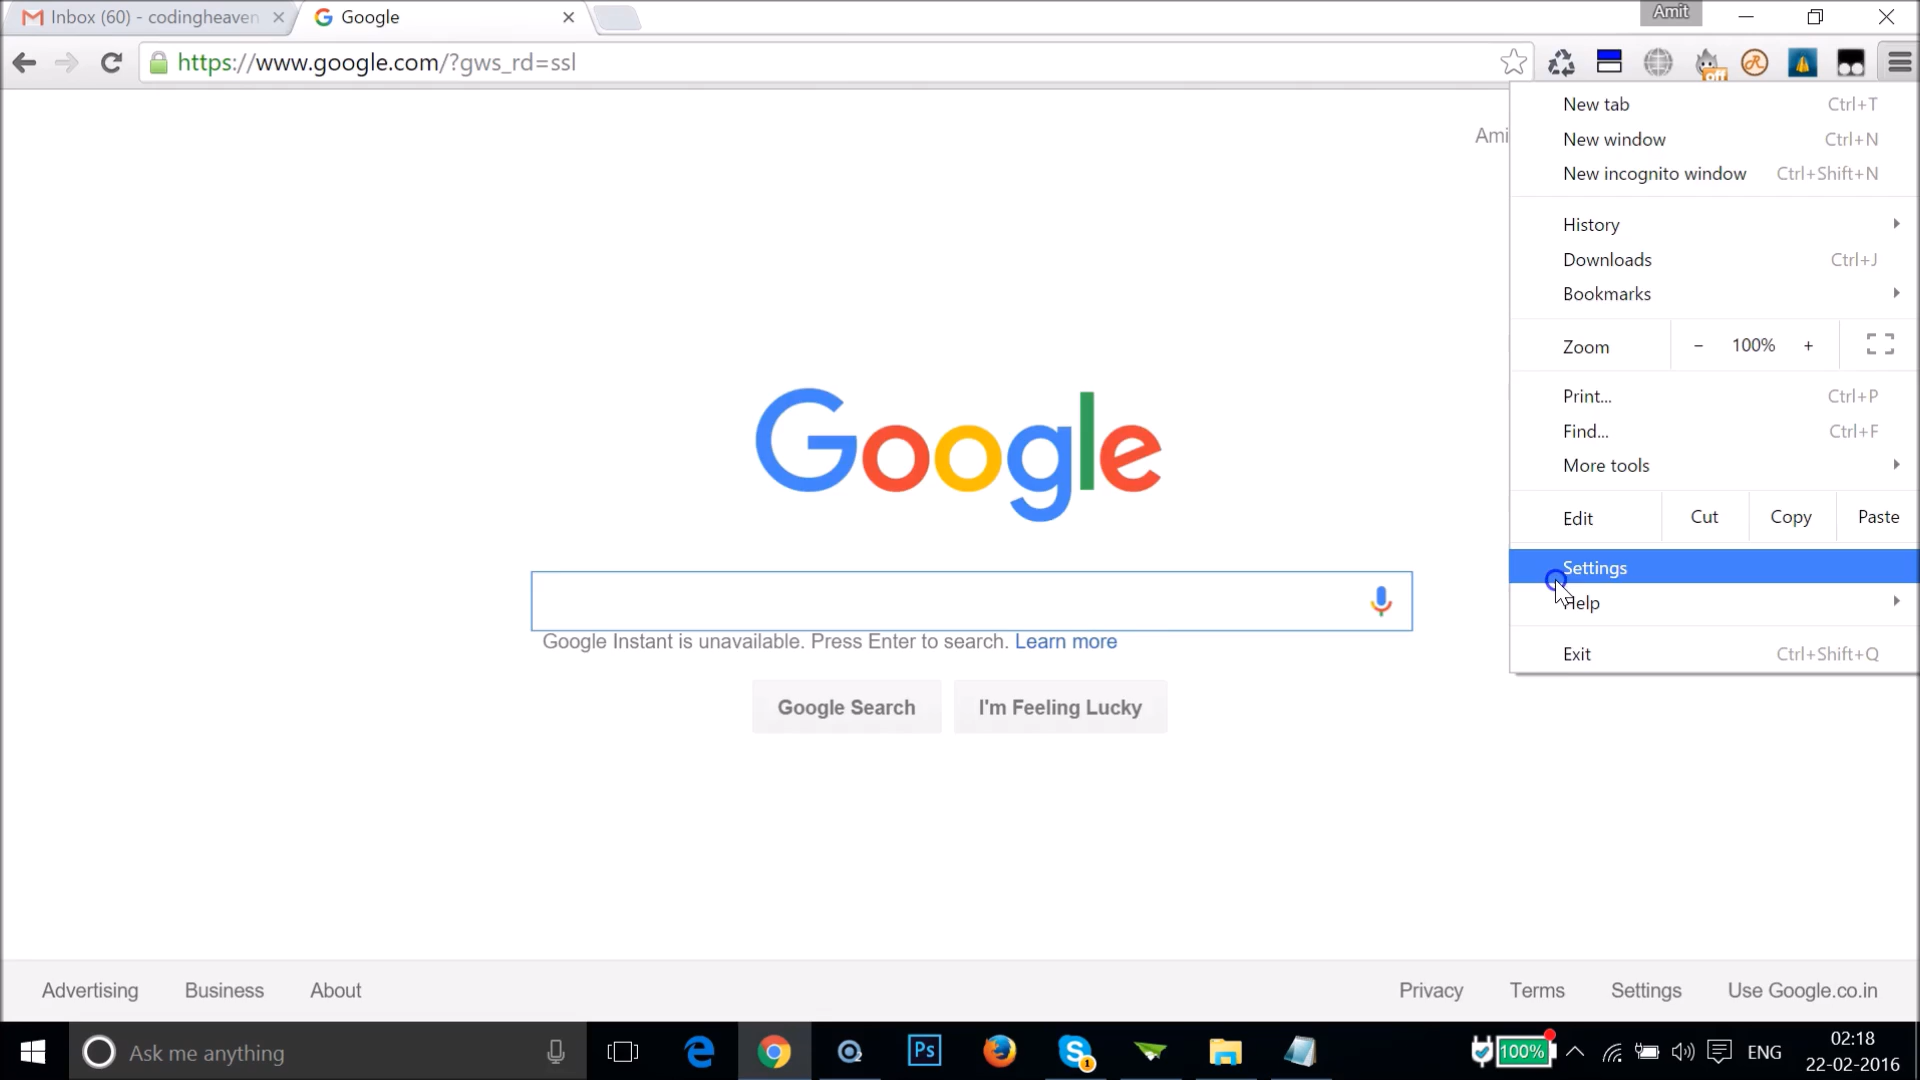 Inbox (60) - codingheaven
Google
Amit
https://www.google.com/?gws_rd=ssl
off
Ami
New tab Ctrl+T
New window Ctrl+N
New incognito window Ctrl+Shift+N
History
Downloads Ctrl+J
Bookmarks
Zoom - 100% +
Print... Ctrl+P
Find... Ctrl+F
More tools
Edit Cut Copy Paste
Settings
Help
Exit Ctrl+Shift+Q
Google
Google Instant is unavailable. Press Enter to search. Learn more
Google Search I'm Feeling Lucky
Advertising Business About Privacy Terms Settings Use Google.co.in
Ask me anything
Ps
1
100%
ENG
02:18
22-02-2016